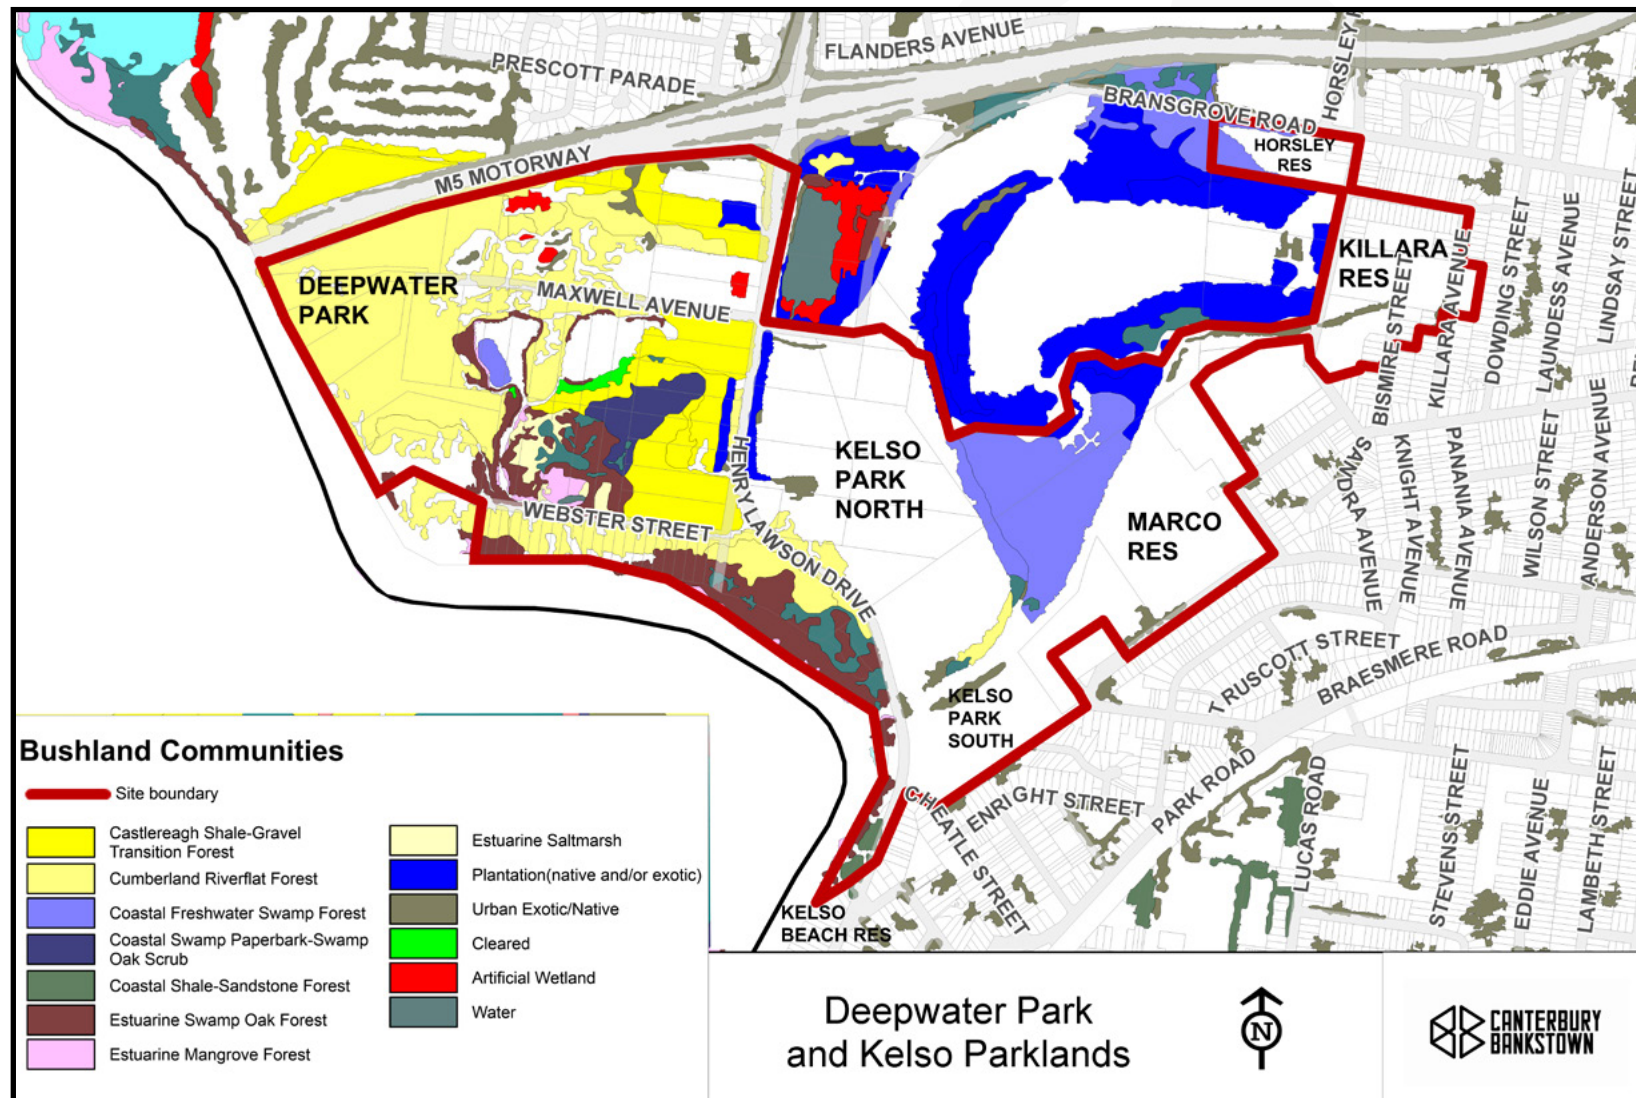 FLANDERS AVENUE
PRESCOTT PARADE
HORSLEY
BRANSGROVE ROAD
M5 MOTORWAY
HORSLEY
RES
DEEPWATER
PARK
MAXWELL AVENUE
KILLARA
RES
BISMIRE STREET
KILLARA AVENUE
DOWDING STREET
LAUNDESS AVENUE
LINDSAY STREET
HENRY LAWSON DRIVE
KELSO
PARK
NORTH
MARCO
RES
SANDRA AVENUE
KNIGHT AVENUE
PANANIA AVENUE
WILSON STREET
ANDERSON AVENUE
WEBSTER STREET
TRUSCOTT STREET
BRAESMERE ROAD
KELSO
PARK
SOUTH
CHEATLE STREET
ENRIGHT STREET
PARK ROAD
LUCAS ROAD
STEVENS STREET
EDDIE AVENUE
LAMBETH STREET
KELSO
BEACH RES
Bushland Communities
Site boundary
Castlereagh Shale-Gravel
Transition Forest
Cumberland Riverflat Forest
Coastal Freshwater Swamp Forest
Coastal Swamp Paperbark-Swamp
Oak Scrub
Coastal Shale-Sandstone Forest
Estuarine Swamp Oak Forest
Estuarine Mangrove Forest
Estuarine Saltmarsh
Plantation(native and/or exotic)
Urban Exotic/Native
Cleared
Artificial Wetland
Water
Deepwater Park
and Kelso Parklands
N
CANTERBURY
BANKSTOWN